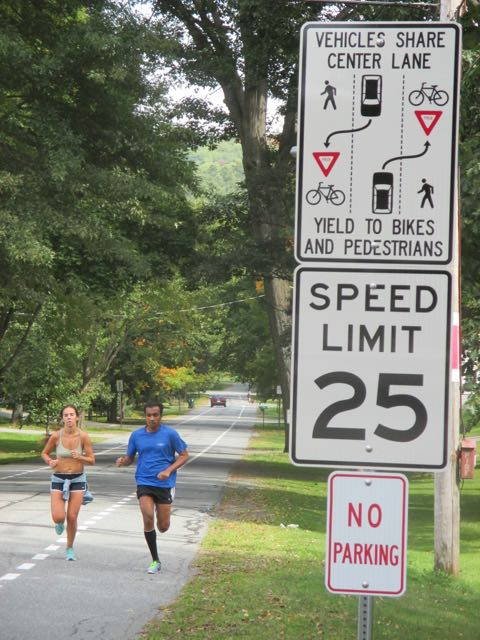 VEHICLES SHARE
CENTER LANE
YIELD TO BIKES
AND PEDESTRIANS
SPEED
LIMIT
25
NO
PARKING